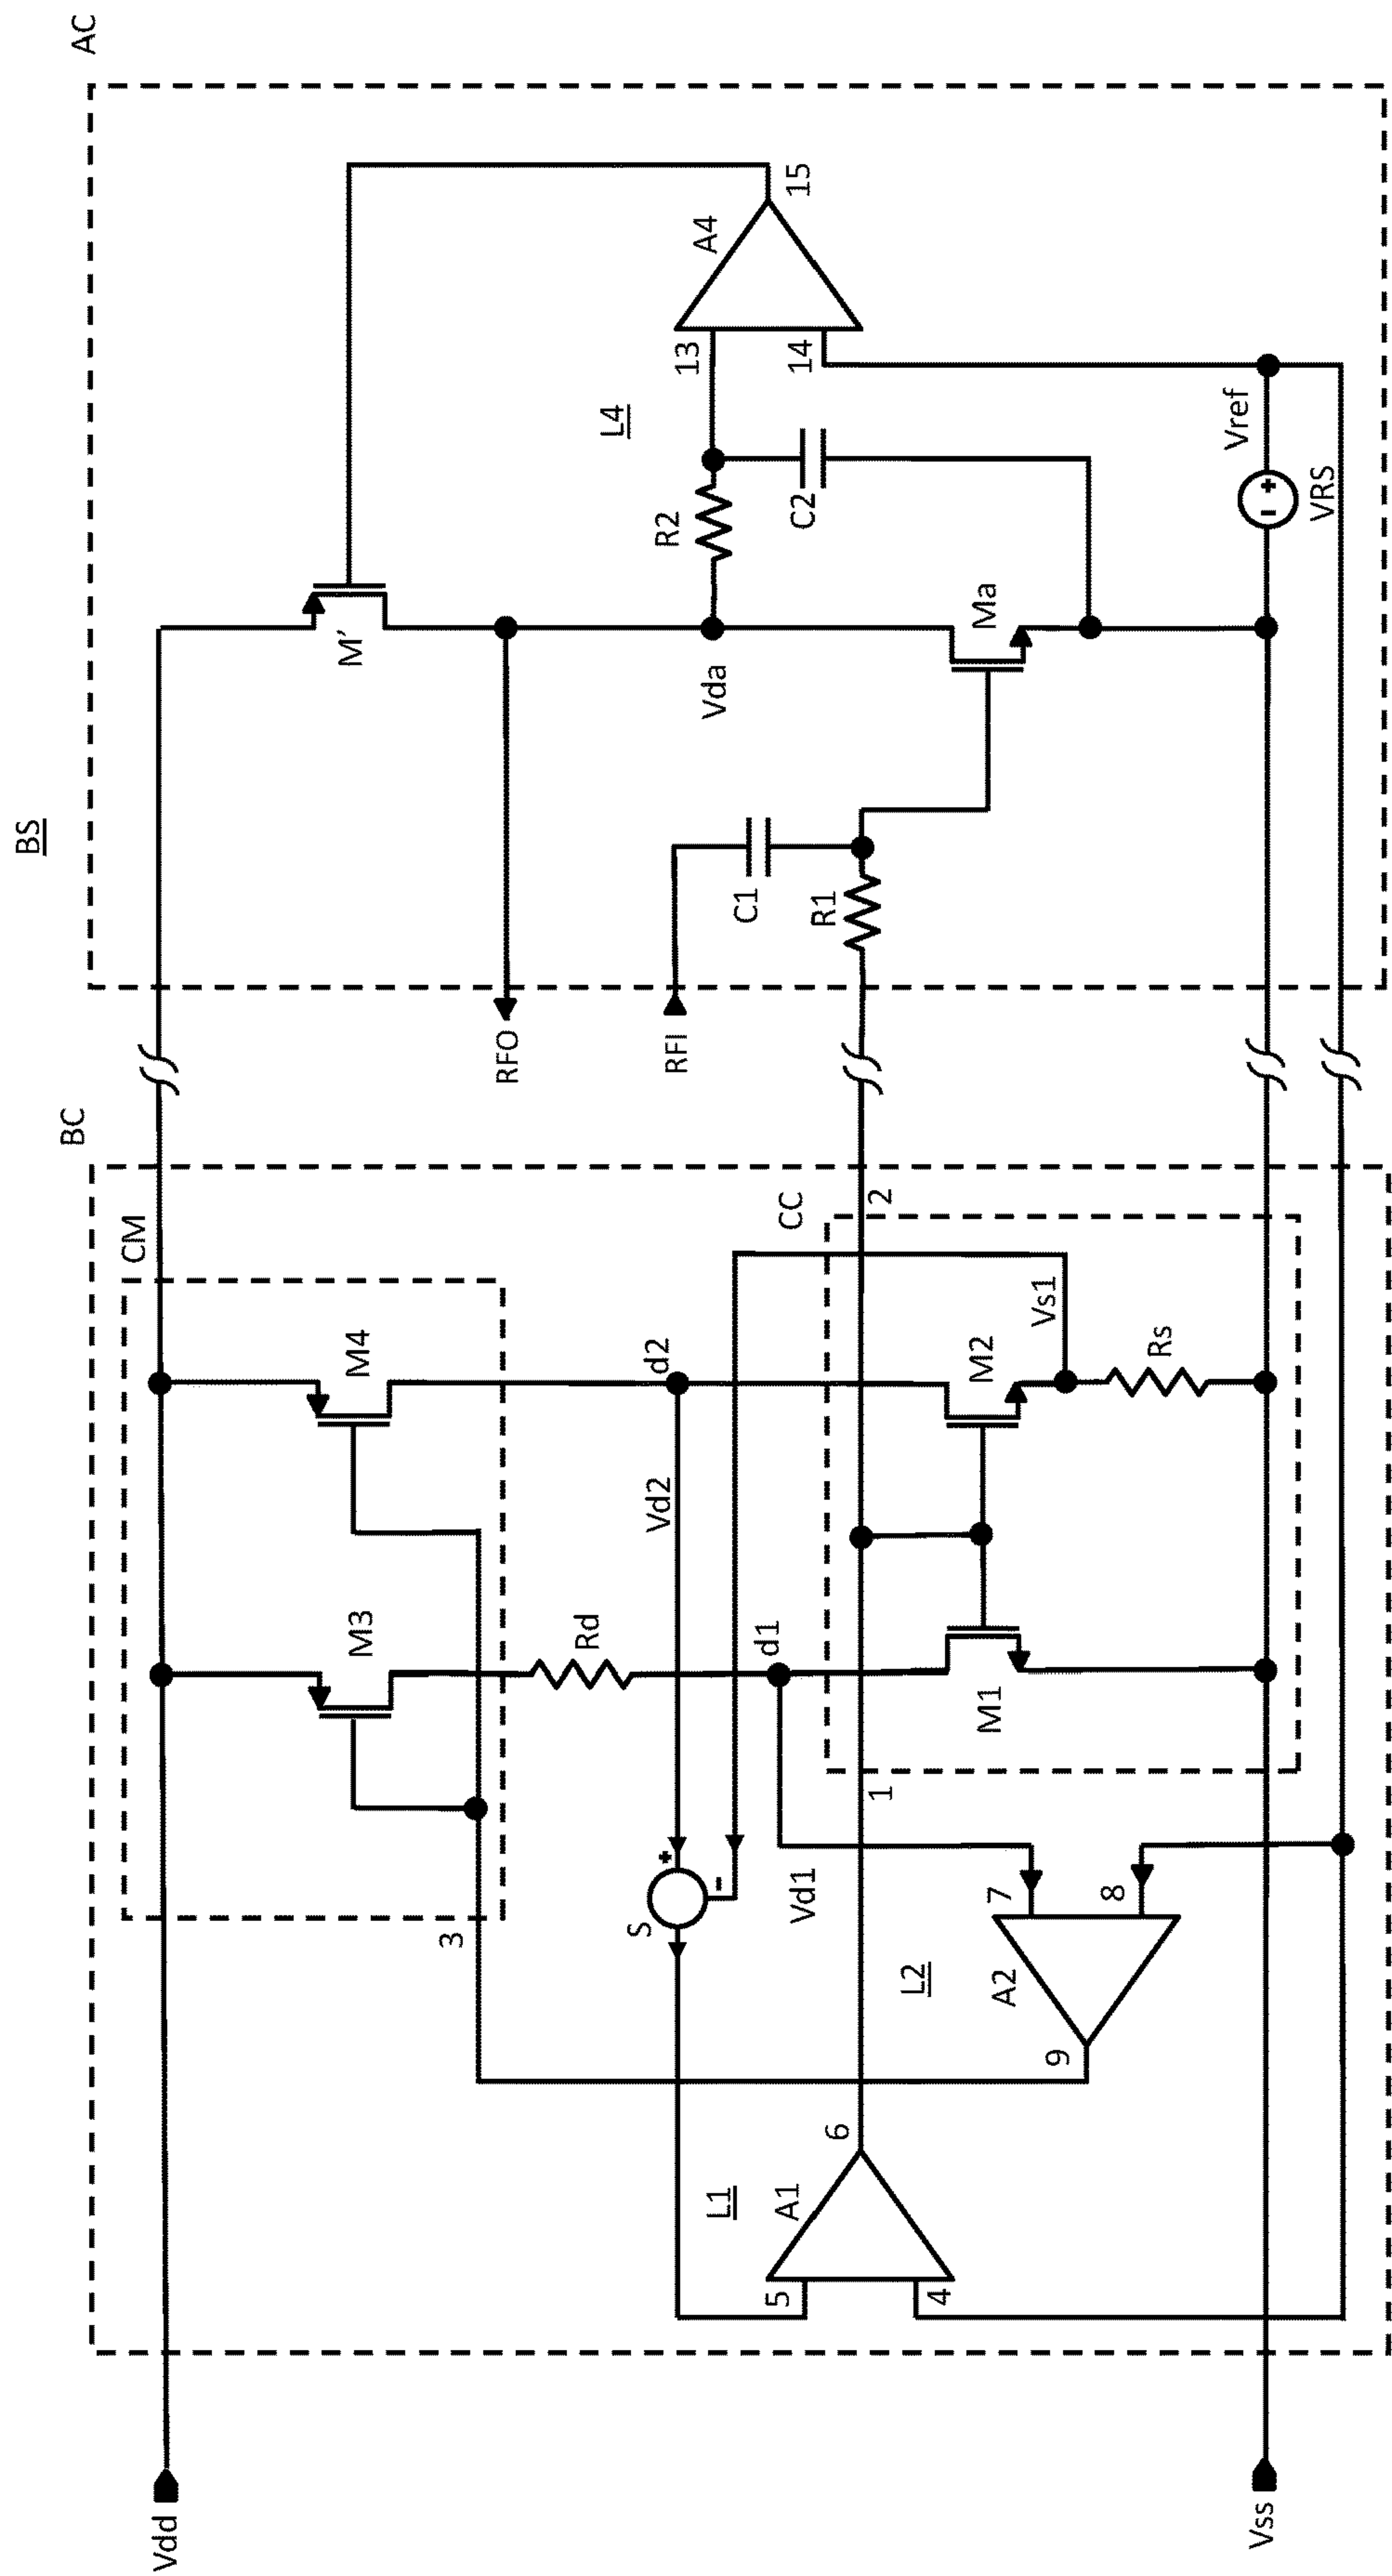 BS
AC
BC
CM
CC
Vdd
Vss
M3
M4
M'
A4
15
13
14
L4
R2
C2
Vda
Ma
Vref
- +
VRS
RFO
RFI
C1
R1
2
Rd
d2
Vd2
d1
Vd1
Vs1
M2
M1
Rs
1
3
S
+
-
7
8
9
A2
L2
6
A1
L1
5
4